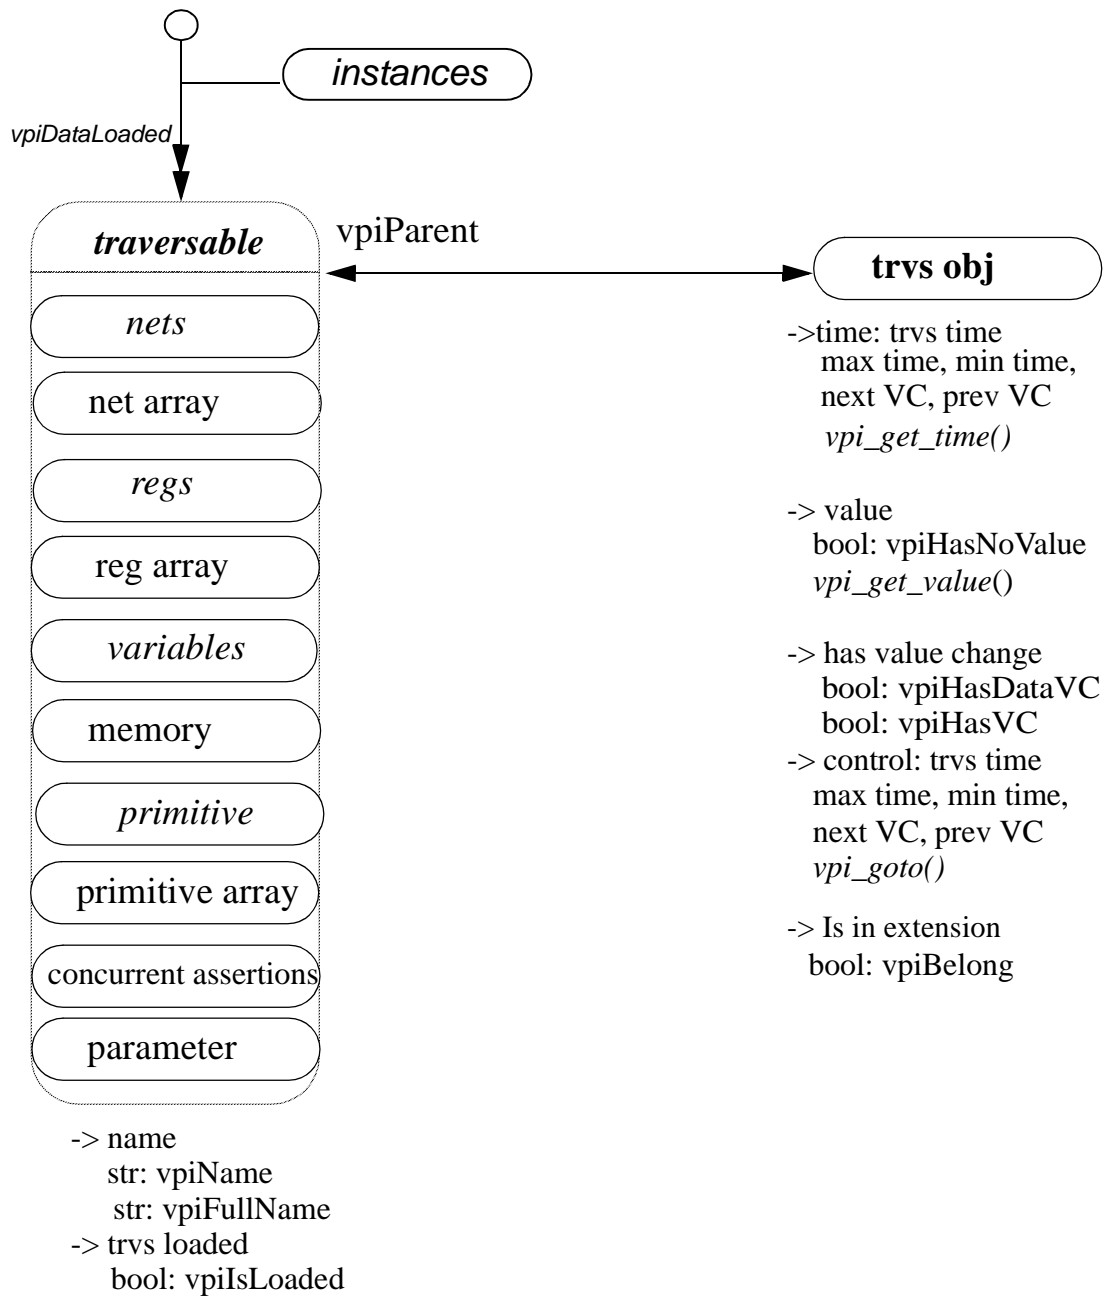 instances
vpiDataLoaded
traversable
vpiParent
nets
net array
regs
reg array
variables
memory
primitive
primitive array
concurrent assertions
parameter
-> name
str: vpiName
str: vpiFullName
-> trvs loaded
bool: vpiIsLoaded
trvs obj
->time: trvs time
max time, min time,
next VC, prev VC
vpi_get_time()
-> value
bool: vpiHasNoValue
vpi_get_value()
-> has value change
bool: vpiHasDataVC
bool: vpiHasVC
-> control: trvs time
max time, min time,
next VC, prev VC
vpi_goto()
-> Is in extension
bool: vpiBelong